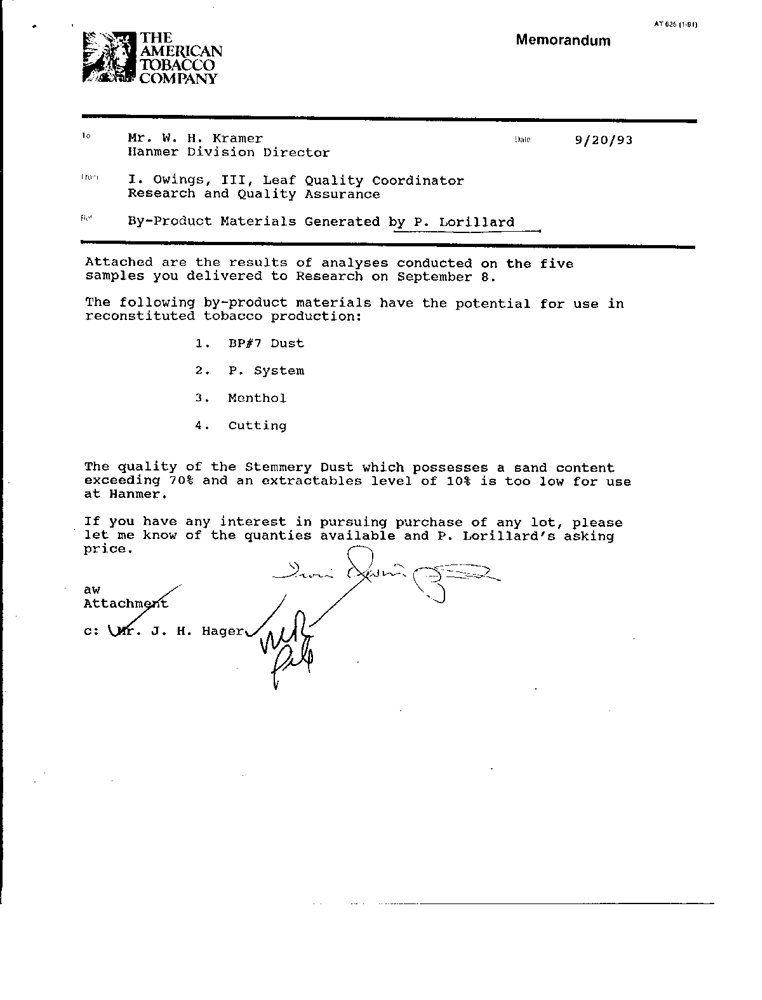 AT 626 (1-91)
THE
AMERICAN
TOBACCO
COMPANY
Memorandum
To Mr. W. H. Kramer Date 9/20/93
Hanmer Division Director
From I. Owings, III, Leaf Quality Coordinator
Research and Quality Assurance
Ref By-Product Materials Generated by P. Lorillard
Attached are the results of analyses conducted on the five
samples you delivered to Research on September 8.
The following by-product materials have the potential for use in
reconstituted tobacco production:
1. BP#7 Dust
2. P. System
3. Menthol
4. Cutting
The quality of the Stemmery Dust which possesses a sand content
exceeding 70% and an extractables level of 10% is too low for use
at Hanmer.
If you have any interest in pursuing purchase of any lot, please
let me know of the quanties available and P. Lorillard's asking
price.
aw
Attachment
c: Mr. J. H. Hager
file